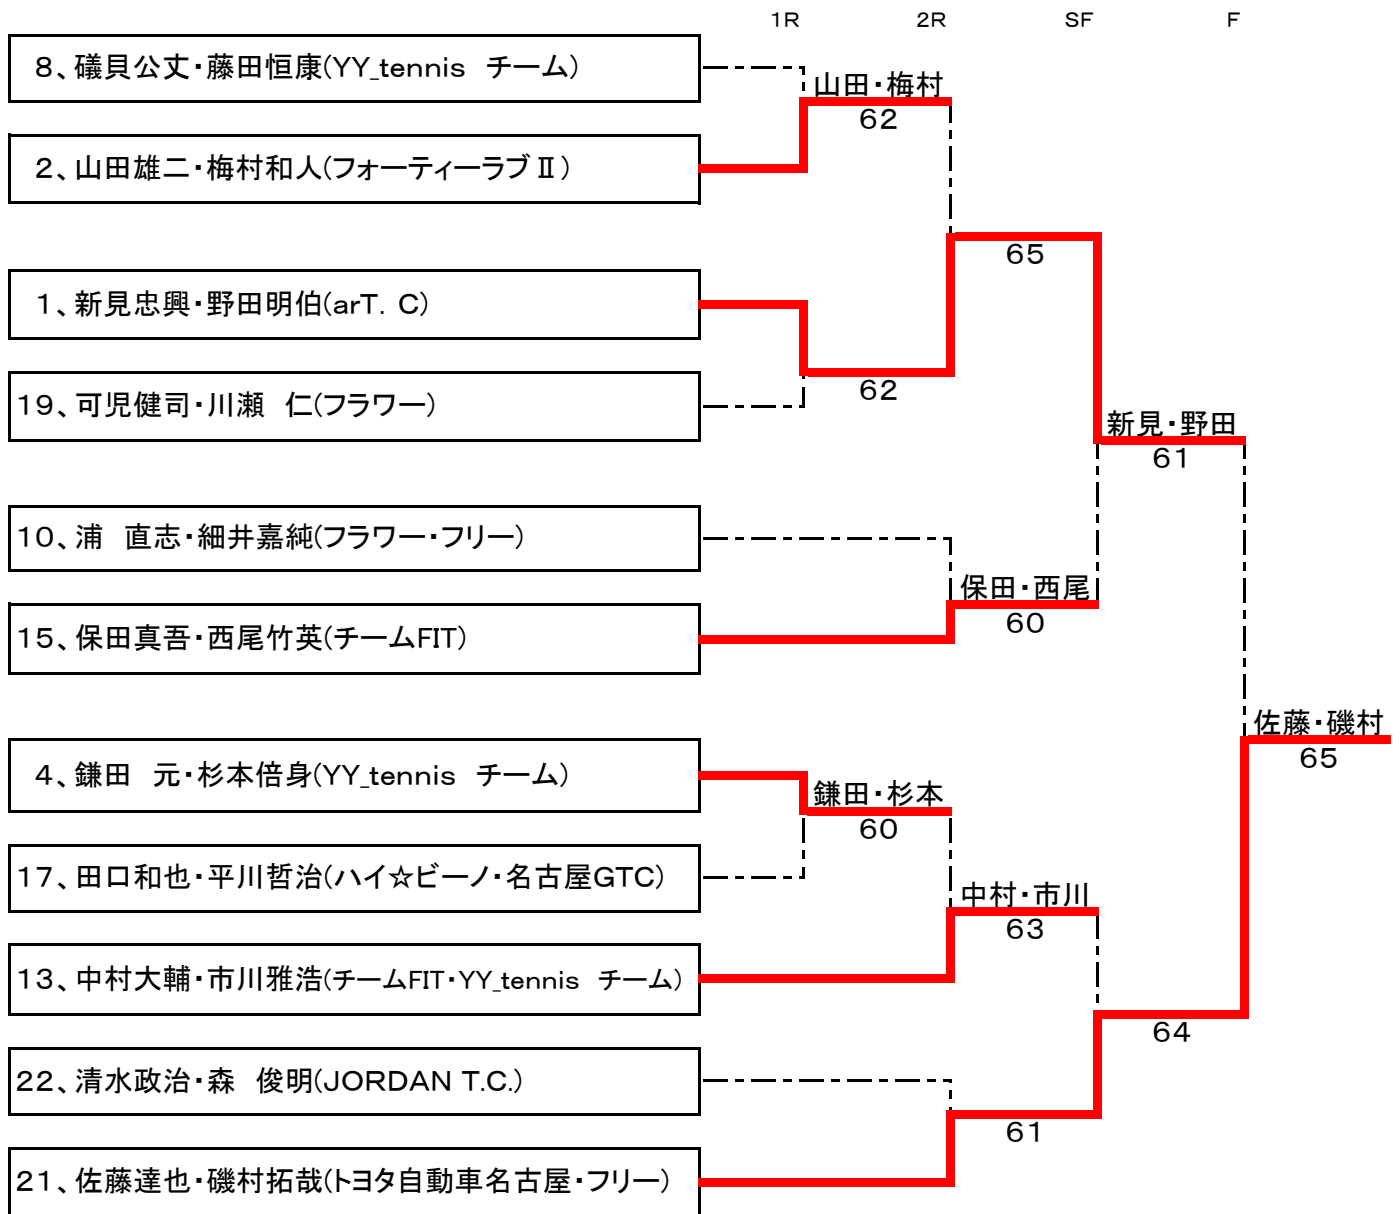 1R 2R SF F
8、礒貝公丈・藤田恒康(YY_tennis チーム)
山田・梅村
62
2、山田雄二・梅村和人(フォーティーラブⅡ)
65
1、新見忠興・野田明伯(arT. C)
62
19、可児健司・川瀬 仁(フラワー)
新見・野田
61
10、浦 直志・細井嘉純(フラワー・フリー)
保田・西尾
60
15、保田真吾・西尾竹英(チームFIT)
佐藤・磯村
65
4、鎌田 元・杉本倍身(YY_tennis チーム)
鎌田・杉本
60
17、田口和也・平川哲治(ハイ☆ビーノ・名古屋GTC)
中村・市川
63
13、中村大輔・市川雅浩(チームFIT・YY_tennis チーム)
64
22、清水政治・森 俊明(JORDAN T.C.)
61
21、佐藤達也・磯村拓哉(トヨタ自動車名古屋・フリー)